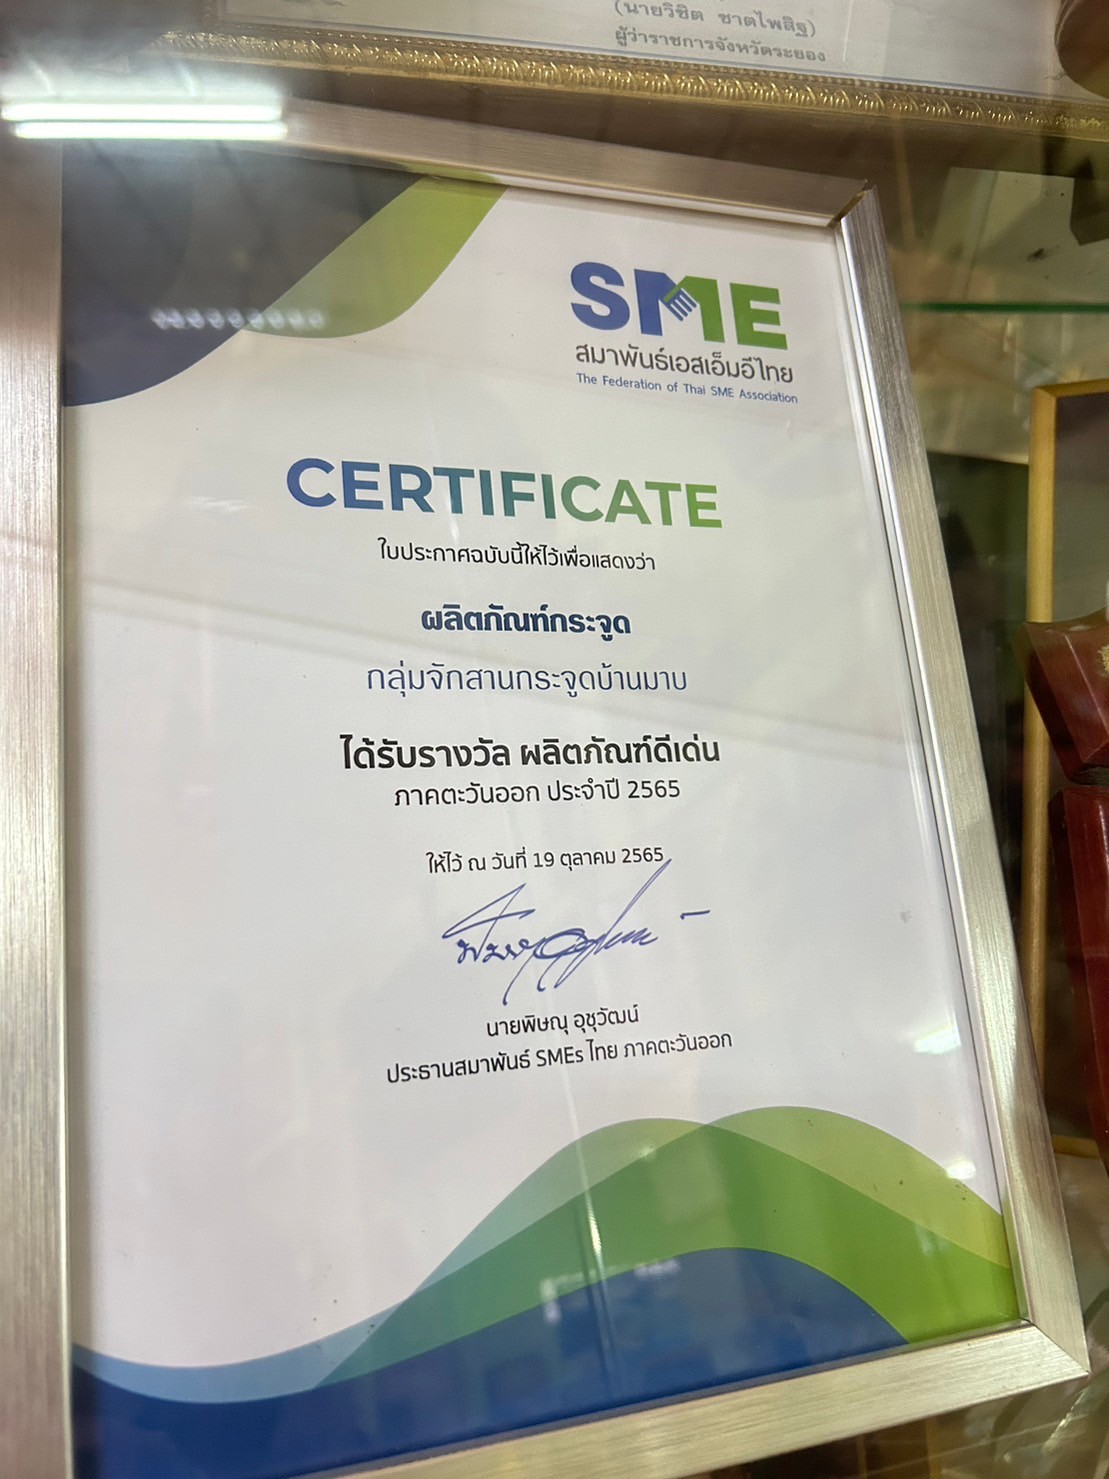 (นายวิชิต ชาตไพสิฐ)
ผู้ว่าราชการจังหวัดระยอง
SME
สมาพันธ์เอสเอ็มอีไทย
The Federation of Thai SME Association
CERTIFICATE
ใบประกาศฉบับนี้ให้ไว้เพื่อแสดงว่า
ผลิตภัณฑ์กระจูด
กลุ่มจักสานกระจูดบ้านมาบ
ได้รับรางวัล ผลิตภัณฑ์ดีเด่น
ภาคตะวันออก ประจำปี 2565
ให้ไว้ ณ วันที่ 19 ตุลาคม 2565
นายพิษณุ อุชุวัฒน์
ประธานสมาพันธ์ SMEs ไทย ภาคตะวันออก